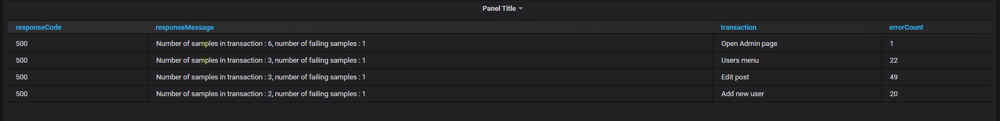 Panel Title
responseCode responseMessage transaction errorCount
500 Number of samples in transaction : 6, number of failing samples : 1 Open Admin page 1
500 Number of samples in transaction : 3, number of failing samples : 1 Users menu 22
500 Number of samples in transaction : 3, number of failing samples : 1 Edit post 49
500 Number of samples in transaction : 2, number of failing samples : 1 Add new user 20